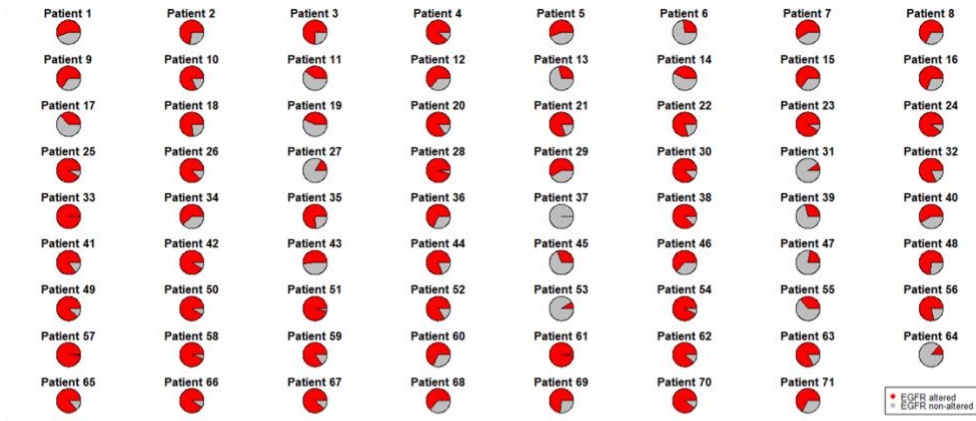 Patient 1 Patient 2 Patient 3 Patient 4 Patient 5 Patient 6 Patient 7 Patient 8
Patient 9 Patient 10 Patient 11 Patient 12 Patient 13 Patient 14 Patient 15 Patient 16
Patient 17 Patient 18 Patient 19 Patient 20 Patient 21 Patient 22 Patient 23 Patient 24
Patient 25 Patient 26 Patient 27 Patient 28 Patient 29 Patient 30 Patient 31 Patient 32
Patient 33 Patient 34 Patient 35 Patient 36 Patient 37 Patient 38 Patient 39 Patient 40
Patient 41 Patient 42 Patient 43 Patient 44 Patient 45 Patient 46 Patient 47 Patient 48
Patient 49 Patient 50 Patient 51 Patient 52 Patient 53 Patient 54 Patient 55 Patient 56
Patient 57 Patient 58 Patient 59 Patient 60 Patient 61 Patient 62 Patient 63 Patient 64
Patient 65 Patient 66 Patient 67 Patient 68 Patient 69 Patient 70 Patient 71
EGFR altered
EGFR non-altered